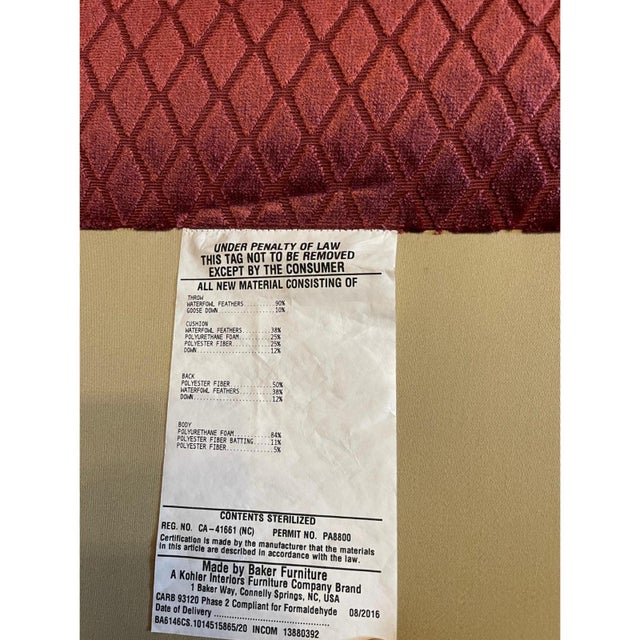 UNDER PENALTY OF LAW
THIS TAG NOT TO BE REMOVED
EXCEPT BY THE CONSUMER
ALL NEW MATERIAL CONSISTING OF
THROW
WATERFOWL FEATHERS........90%
GOOSE DOWN................10%
CUSHION
WATERFOWL FEATHERS.......38%
POLYURETHANE FOAM........25%
POLYESTER FIBER..........25%
DOWN.....................12%
BACK
POLYESTER FIBER..........50%
WATERFOWL FEATHERS.......38%
DOWN.....................12%
BODY
POLYURETHANE FOAM........84%
POLYESTER FIBER BATTING..11%
POLYESTER FIBER...........5%
CONTENTS STERILIZED
REG. NO. CA-41661 (NC) PERMIT NO. PA8800
Certification is made by the manufacturer that the materials
in this article are described in accordance with the law.
Made by Baker Furniture
A Kohler Interiors Furniture Company Brand
1 Baker Way, Connelly Springs, NC, USA
CARB 93120 Phase 2 Compliant for Formaldehyde 08/2016
Date of Delivery
BA6146CS.1014515865/20 INCOM 13880392